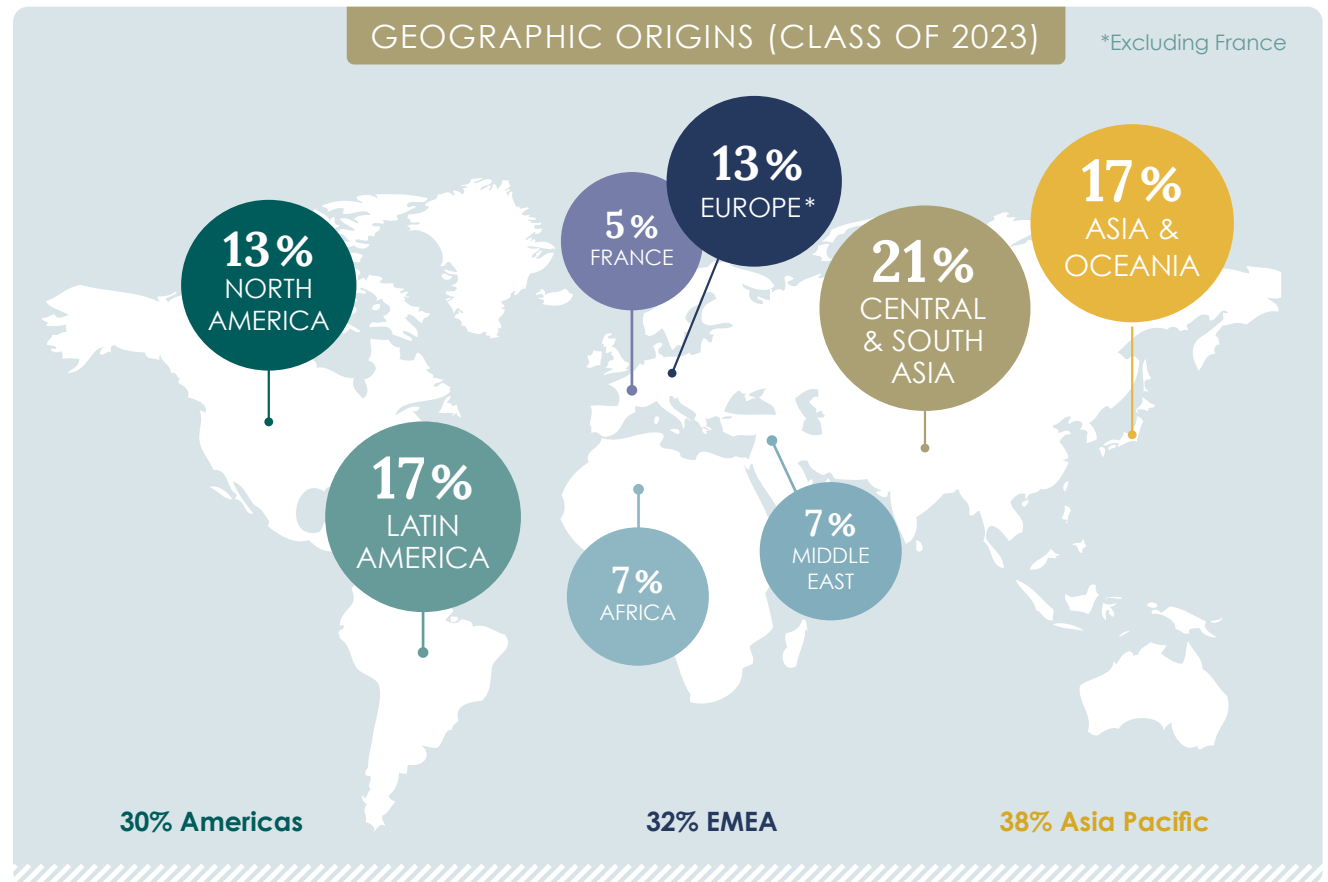 GEOGRAPHIC ORIGINS (CLASS OF 2023)
*Excluding France
13%
NORTH
AMERICA
17%
LATIN
AMERICA
5%
FRANCE
13%
EUROPE*
7%
AFRICA
7%
MIDDLE
EAST
21%
CENTRAL
& SOUTH
ASIA
17%
ASIA &
OCEANIA
30% Americas
32% EMEA
38% Asia Pacific